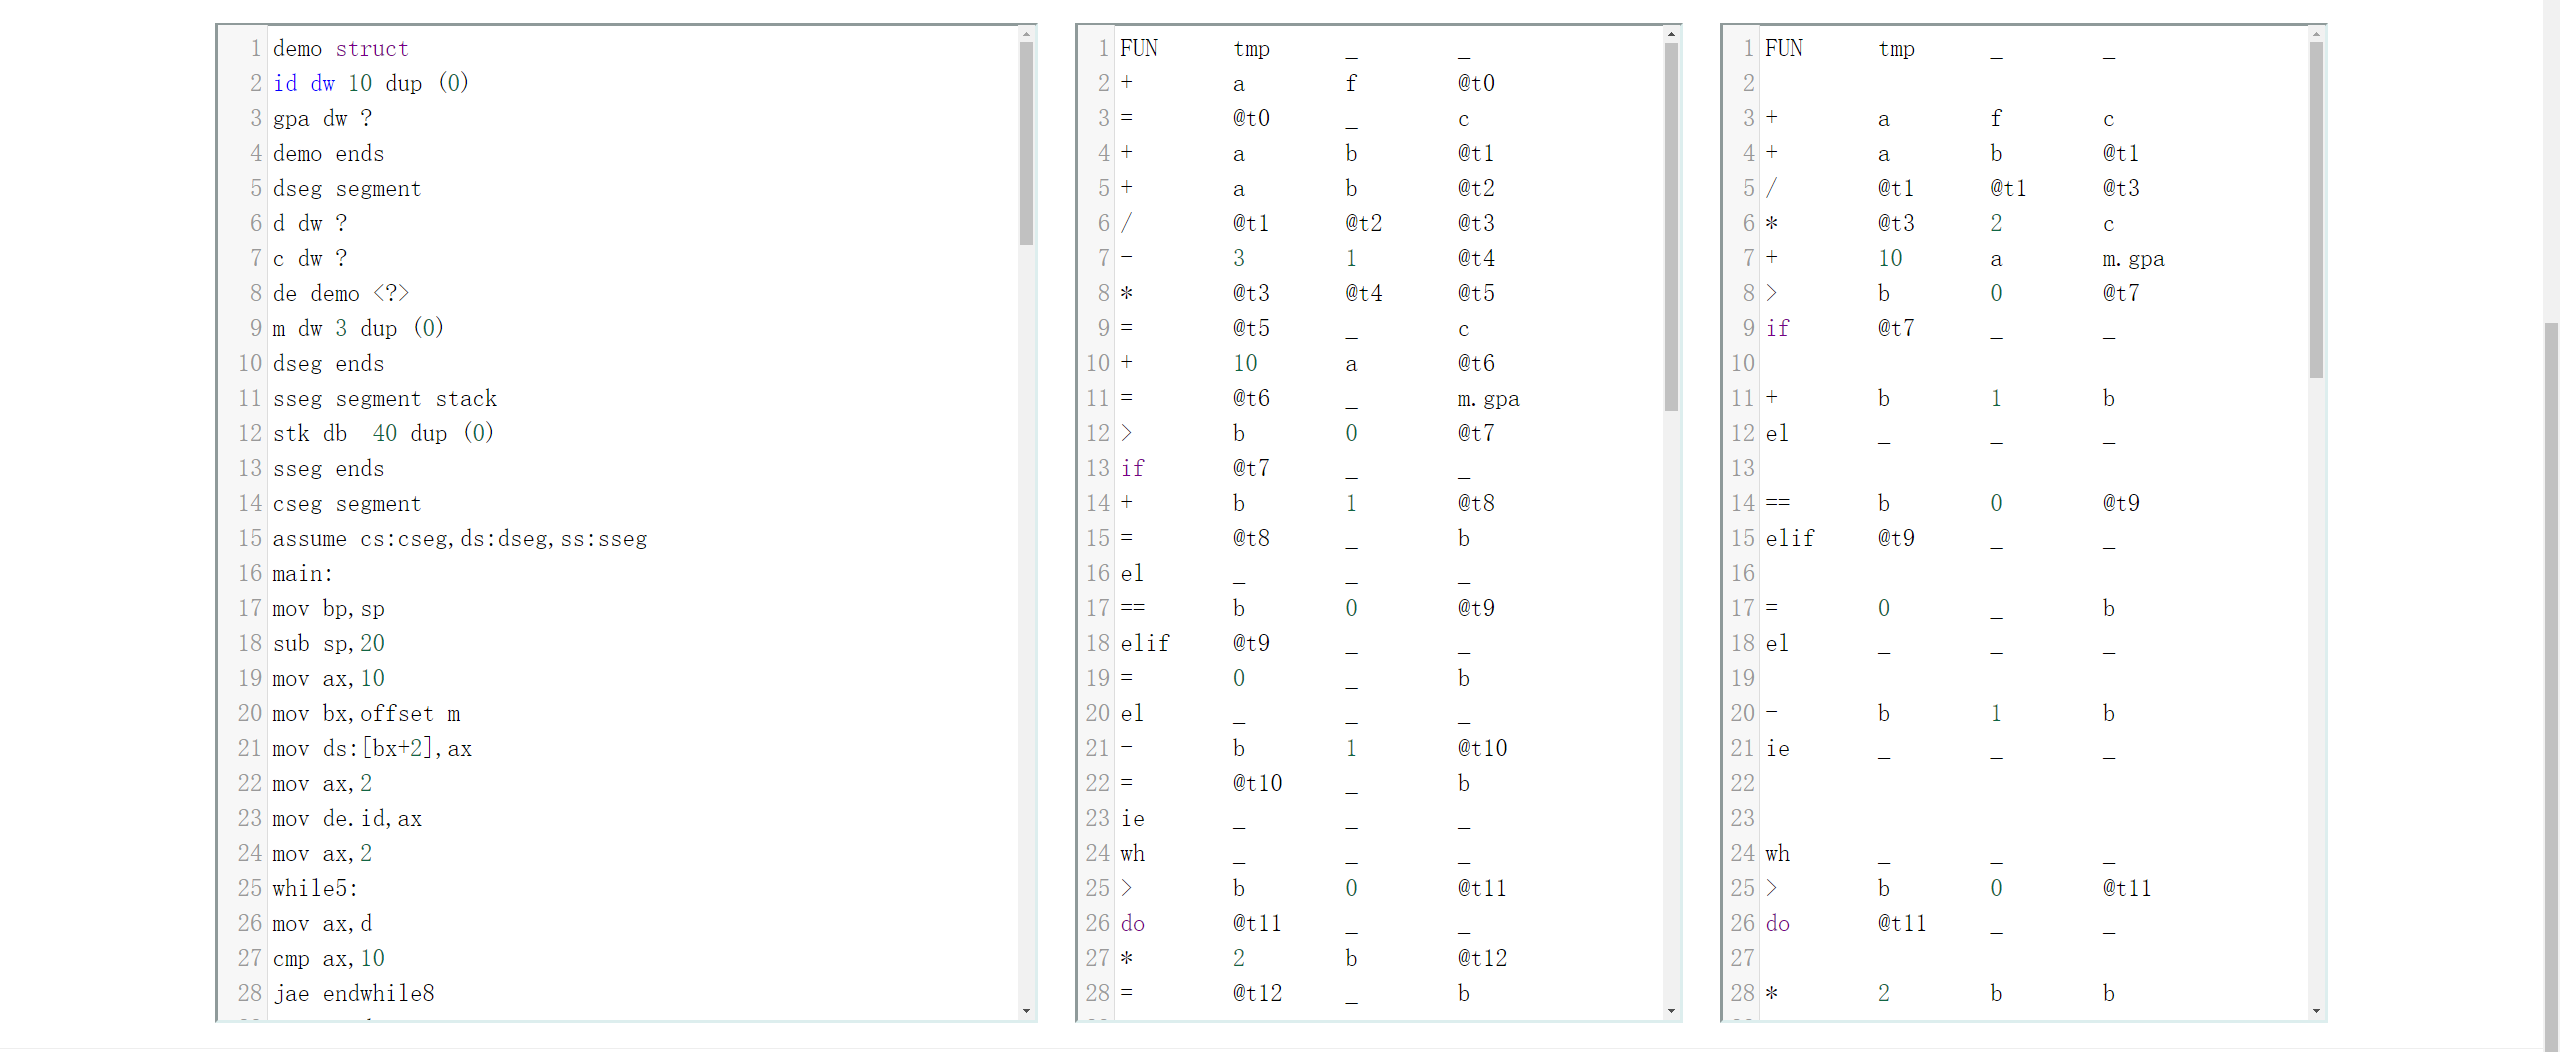 1 demo struct
2 id dw 10 dup (0)
3 gpa dw ?
4 demo ends
5 dseg segment
6 d dw ?
7 c dw ?
8 de demo <?>
9 m dw 3 dup (0)
10 dseg ends
11 sseg segment stack
12 stk db  40 dup (0)
13 sseg ends
14 cseg segment
15 assume cs:cseg,ds:dseg,ss:sseg
16 main:
17 mov bp,sp
18 sub sp,20
19 mov ax,10
20 mov bx,offset m
21 mov ds:[bx+2],ax
22 mov ax,2
23 mov de.id,ax
24 mov ax,2
25 while5:
26 mov ax,d
27 cmp ax,10
28 jae endwhile8
1 FUN tmp _ _
2 + a f @t0
3 = @t0 _ c
4 + a b @t1
5 + a b @t2
6 / @t1 @t2 @t3
7 - 3 1 @t4
8 * @t3 @t4 @t5
9 = @t5 _ c
10 + 10 a @t6
11 = @t6 _ m.gpa
12 > b 0 @t7
13 if @t7 _ _
14 + b 1 @t8
15 = @t8 _ b
16 el _ _ _
17 == b 0 @t9
18 elif @t9 _ _
19 = 0 _ b
20 el _ _ _
21 - b 1 @t10
22 = @t10 _ b
23 ie _ _ _
24 wh _ _ _
25 > b 0 @t11
26 do @t11 _ _
27 * 2 b @t12
28 = @t12 _ b
1 FUN tmp _ _
2
3 + a f c
4 + a b @t1
5 / @t1 @t1 @t3
6 * @t3 2 c
7 + 10 a m.gpa
8 > b 0 @t7
9 if @t7 _ _
10
11 + b 1 b
12 el _ _ _
13
14 == b 0 @t9
15 elif @t9 _ _
16
17 = 0 _ b
18 el _ _ _
19
20 - b 1 b
21 ie _ _ _
22
23
24 wh _ _ _
25 > b 0 @t11
26 do @t11 _ _
27
28 * 2 b b